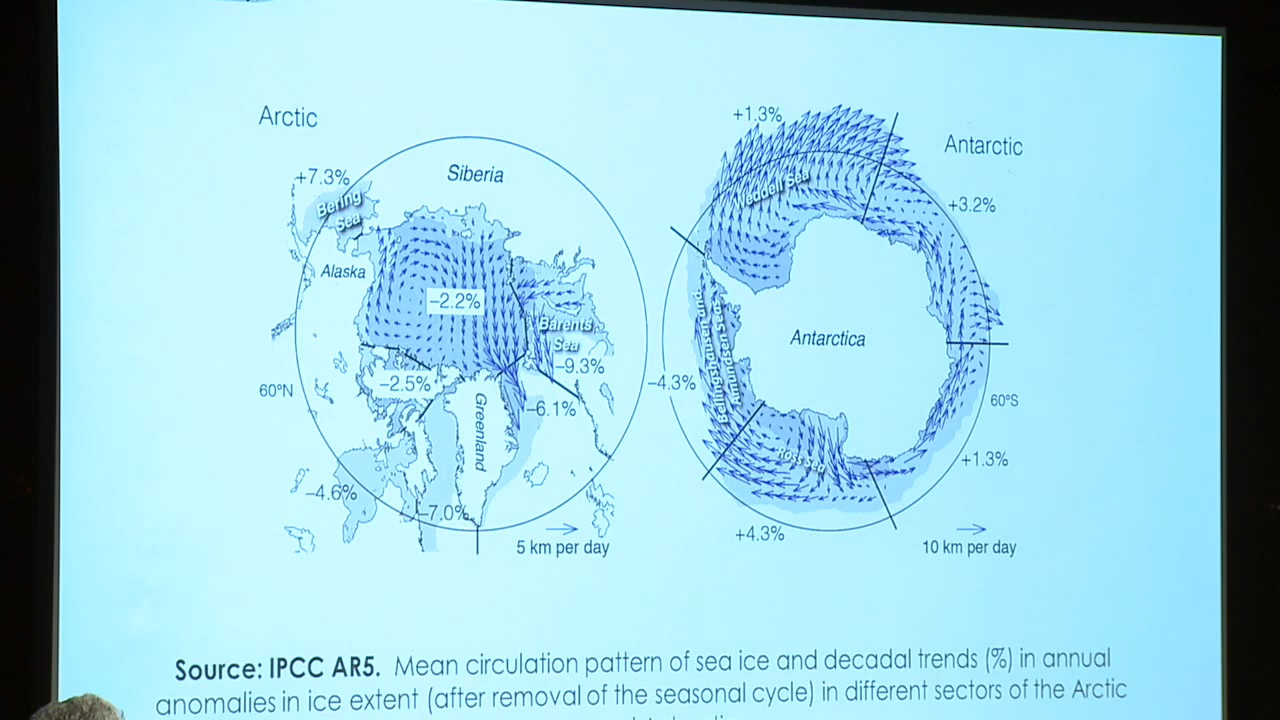 Arctic
+7.3%
Bering
Sea
Siberia
Alaska
−2.2%
Barents
Sea
−9.3%
−2.5%
−6.1%
60°N
Greenland
−4.6%
−7.0%
5 km per day
+1.3%
Antarctic
Weddell Sea
+3.2%
Antarctica
Bellingshausen and
Amundsen Sea
−4.3%
60°S
Ross Sea
+1.3%
+4.3%
10 km per day
Source: IPCC AR5. Mean circulation pattern of sea ice and decadal trends (%) in annual
anomalies in ice extent (after removal of the seasonal cycle) in different sectors of the Arctic